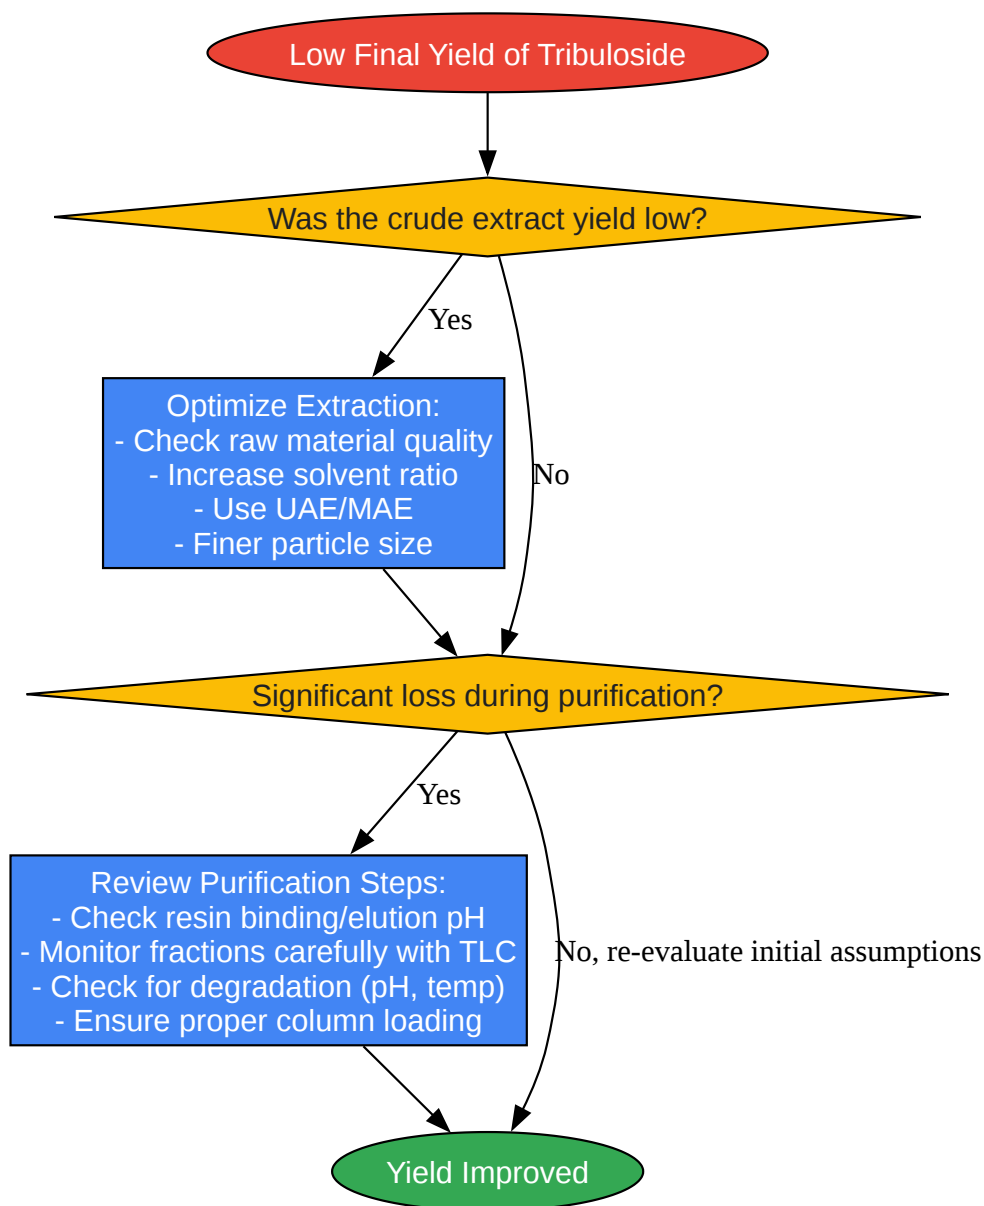 Low Final Yield of Tribuloside
Was the crude extract yield low?
Yes
Optimize Extraction:
- Check raw material quality
- Increase solvent ratio
- Use UAE/MAE
- Finer particle size
No
Significant loss during purification?
Yes
Review Purification Steps:
- Check resin binding/elution pH
- Monitor fractions carefully with TLC
- Check for degradation (pH, temp)
- Ensure proper column loading
No, re-evaluate initial assumptions
Yield Improved